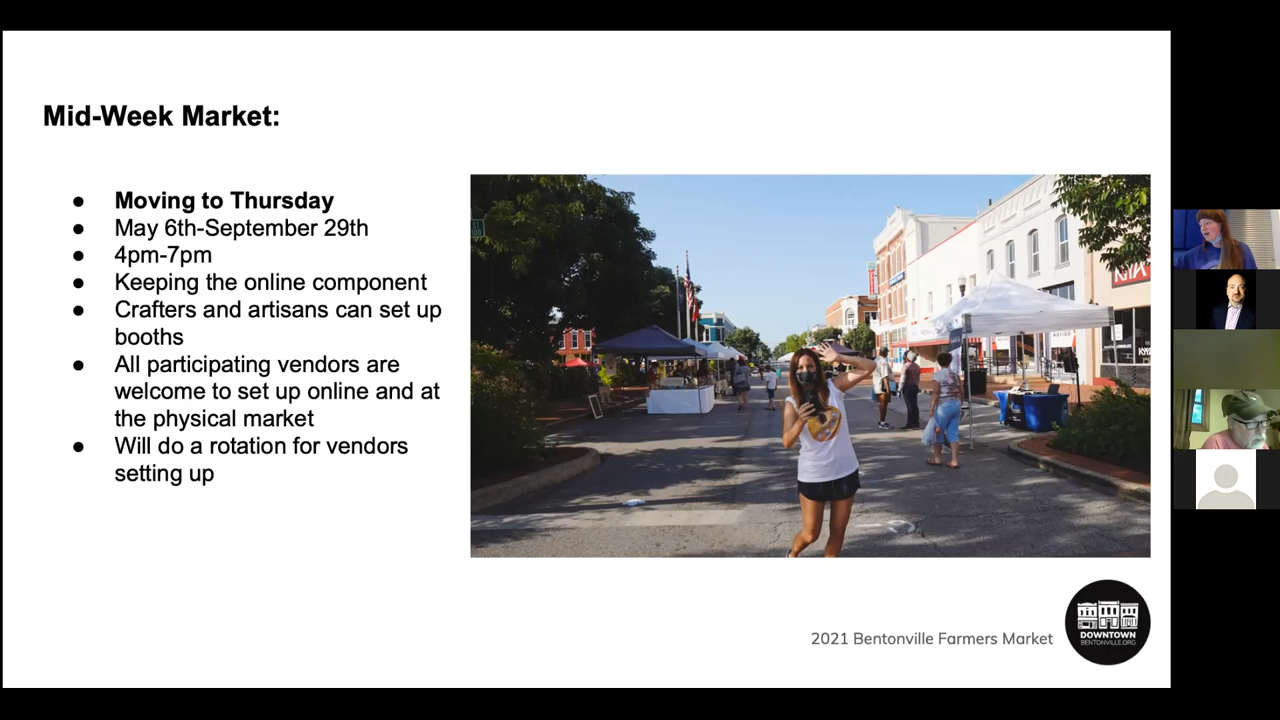 Mid-Week Market:
● Moving to Thursday
● May 6th-September 29th
● 4pm-7pm
● Keeping the online component
● Crafters and artisans can set up
booths
● All participating vendors are
welcome to set up online and at
the physical market
● Will do a rotation for vendors
setting up
2021 Bentonville Farmers Market
DOWNTOWN
BENTONVILLE.ORG